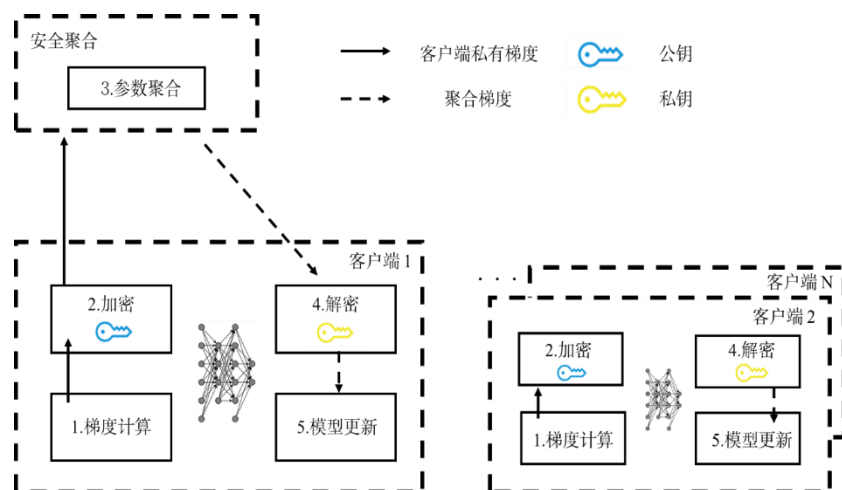 安全聚合
3.参数聚合
客户端私有梯度
公钥
聚合梯度
私钥
客户端1
2.加密
4.解密
1.梯度计算
5.模型更新
· · ·
客户端N
客户端2
2.加密
4.解密
1.梯度计算
5.模型更新